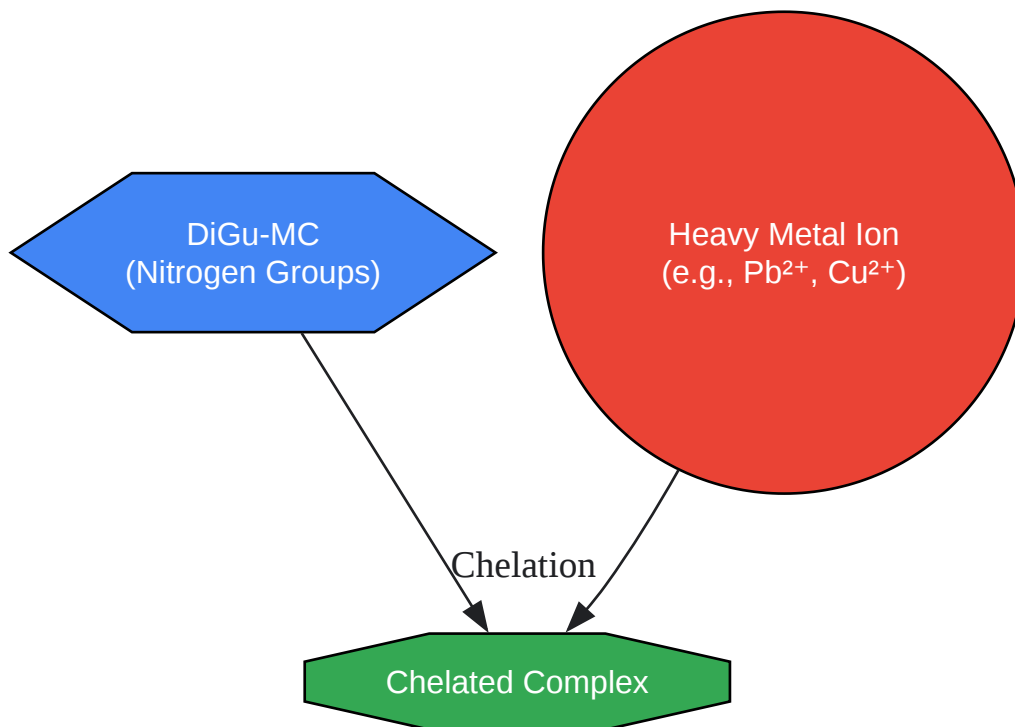 DiGu-MC
(Nitrogen Groups)
Heavy Metal Ion
(e.g., Pb²⁺, Cu²⁺)
Chelation
Chelated Complex